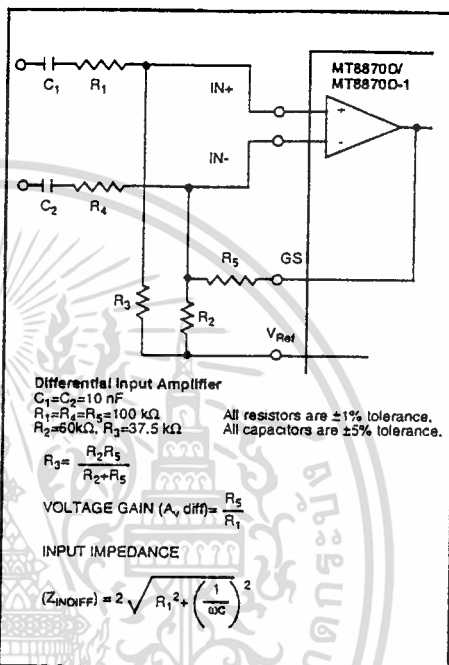 MT8870D/
MT8870D-1
C1
R1
IN+
+
-
IN-
C2
R4
R5
GS
R3
R2
VRef
Differential Input Amplifier
C1=C2=10 nF
R1=R4=R5=100 kΩ
All resistors are ±1% tolerance.
R2=60kΩ, R3=37.5 kΩ
All capacitors are ±5% tolerance.
R3= R2R5 / R2+R5
VOLTAGE GAIN (Av diff)= R5 / R1
INPUT IMPEDANCE
(ZINDIFF) = 2 √ R1² + (1 / ωC)²